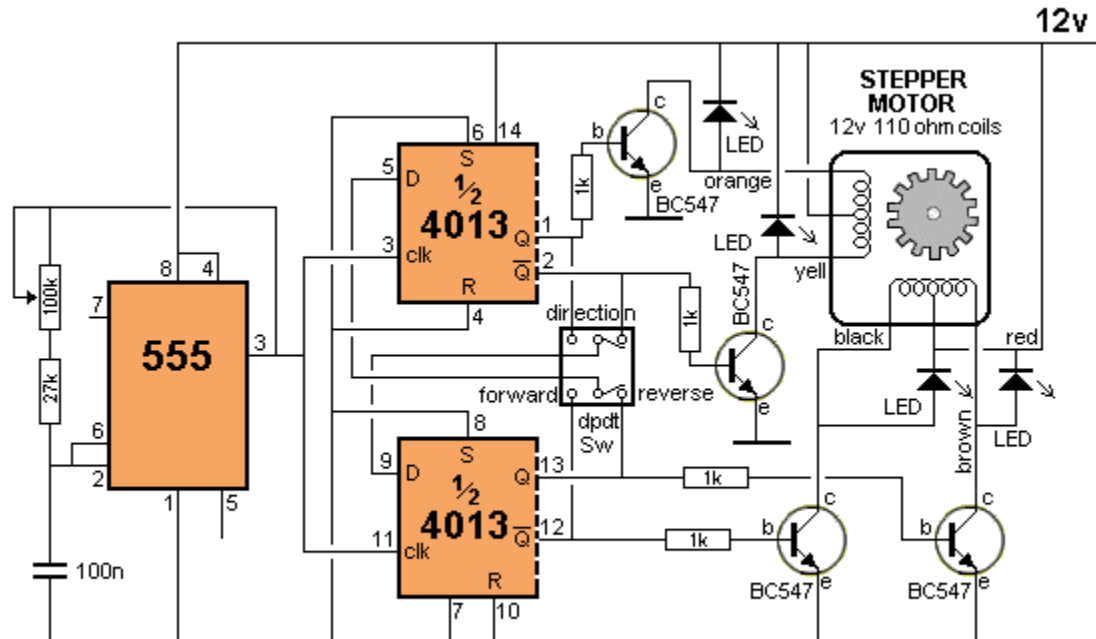 12v
STEPPER
MOTOR
12v 110 ohm coils
c
b
e
BC547
LED
orange
6
14
S
5
D
½
4013
3
clk
Q
1
Q̅
2
R
4
1k
1k
LED
yell
BC547
c
b
e
8
4
100k
7
555
3
27k
6
2
1
5
100n
direction
forward
reverse
dpdt
Sw
black
red
LED
brown
LED
8
S
9
D
½
4013
Q
13
Q̅
12
11
clk
R
7
10
1k
1k
c
b
e
BC547
c
b
e
BC547